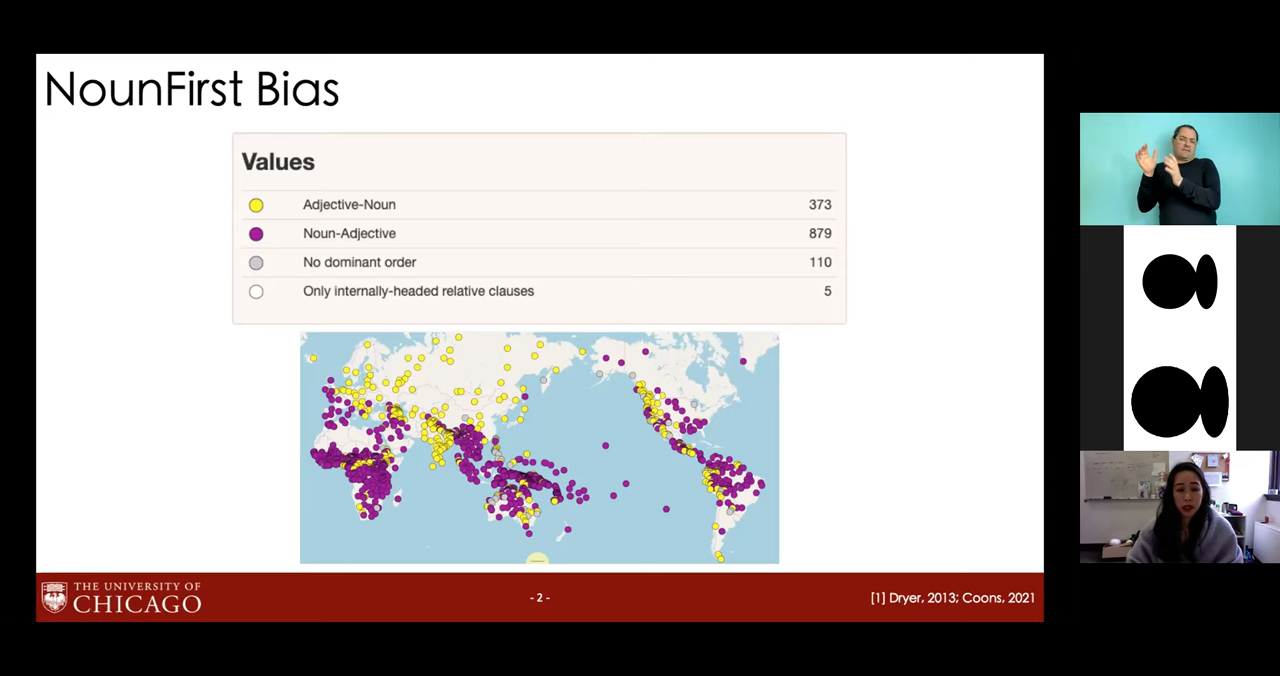 NounFirst Bias
Values
Adjective-Noun 373
Noun-Adjective 879
No dominant order 110
Only internally-headed relative clauses 5
THE UNIVERSITY OF
CHICAGO
- 2 -
[1] Dryer, 2013; Coons, 2021